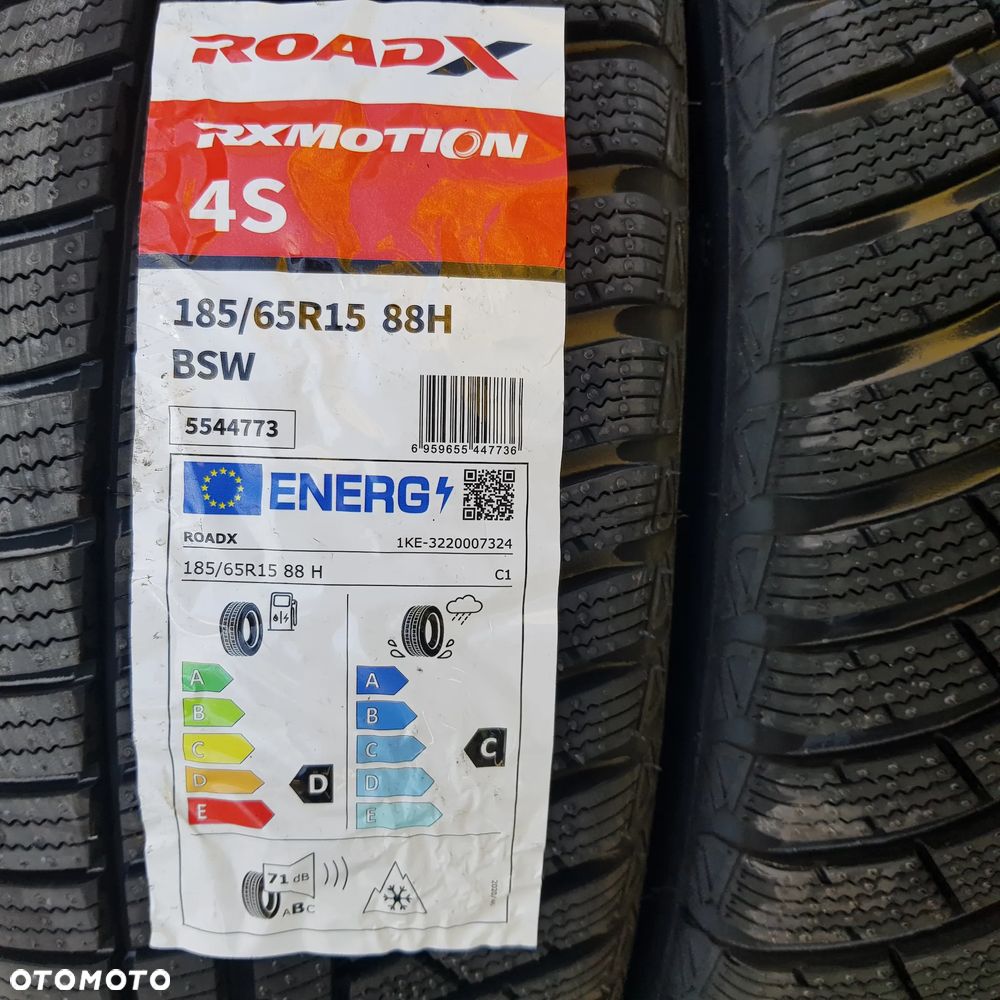 ROADX
RXMOTION
4S
185/65R15 88H
BSW
5544773
6 959655 447736
ENERG
ROADX 1KE-3220007324
185/65R15 88 H C1
A A
B B
C C C
D D D
E E
71 dB
ABC
OTOMOTO